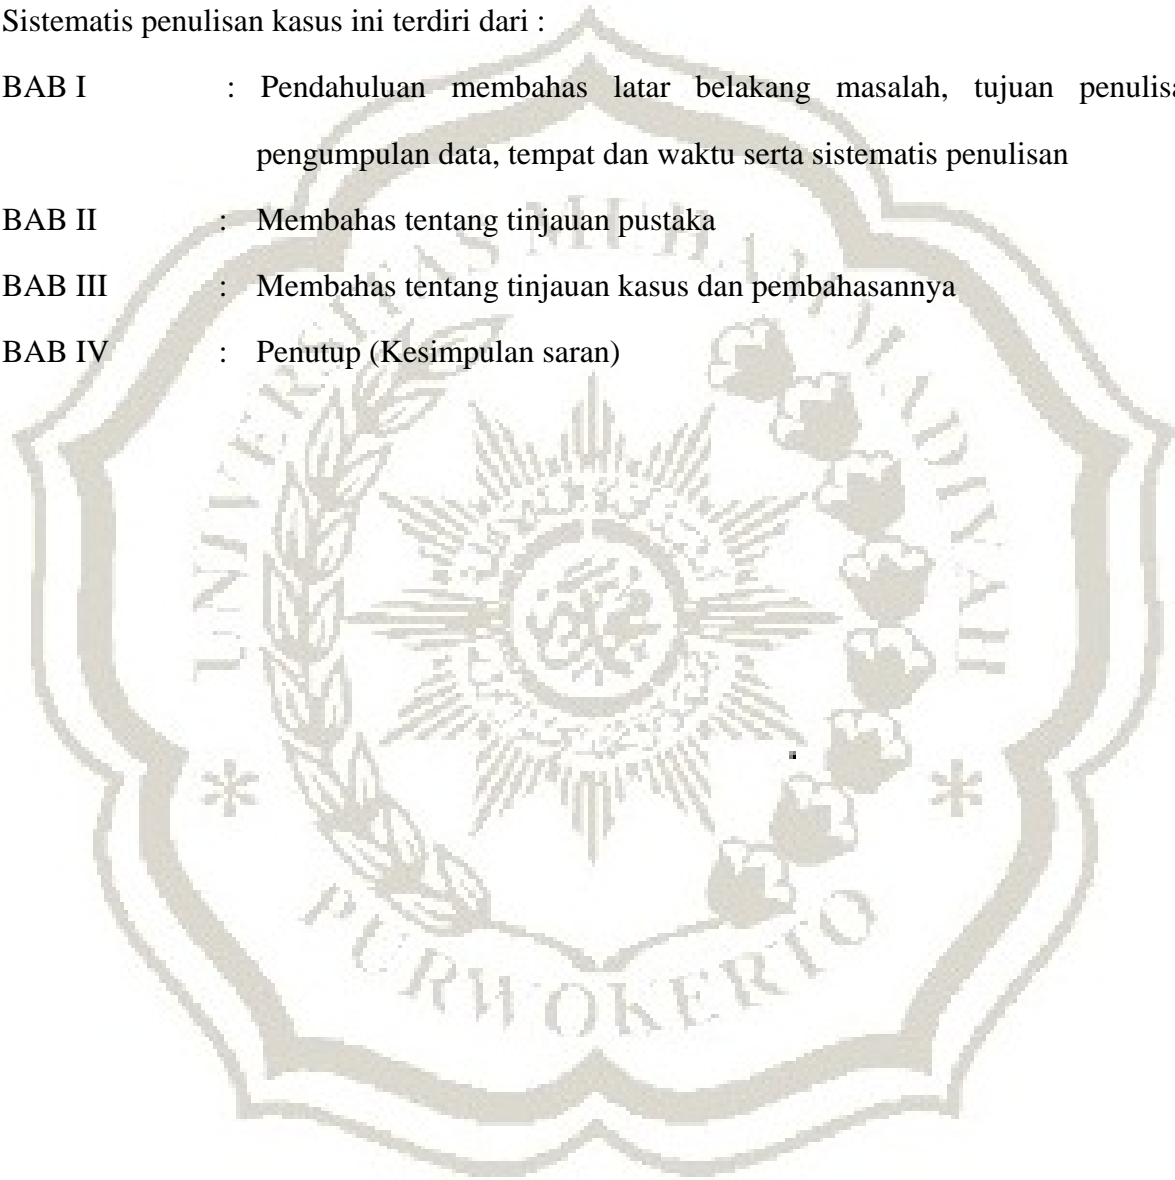 Sistematis penulisan kasus ini terdiri dari :
BAB I : Pendahuluan membahas latar belakang masalah, tujuan
pengumpulan data, tempat dan waktu serta sistematis penulisan
BAB II : Membahas tentang tinjauan pustaka
BAB III : Membahas tentang tinjauan kasus dan pembahasannya
BAB IV : Penutup (Kesimpulan saran)
UNIVERSITAS MUHAMMADIYAH
PURWOKERTO